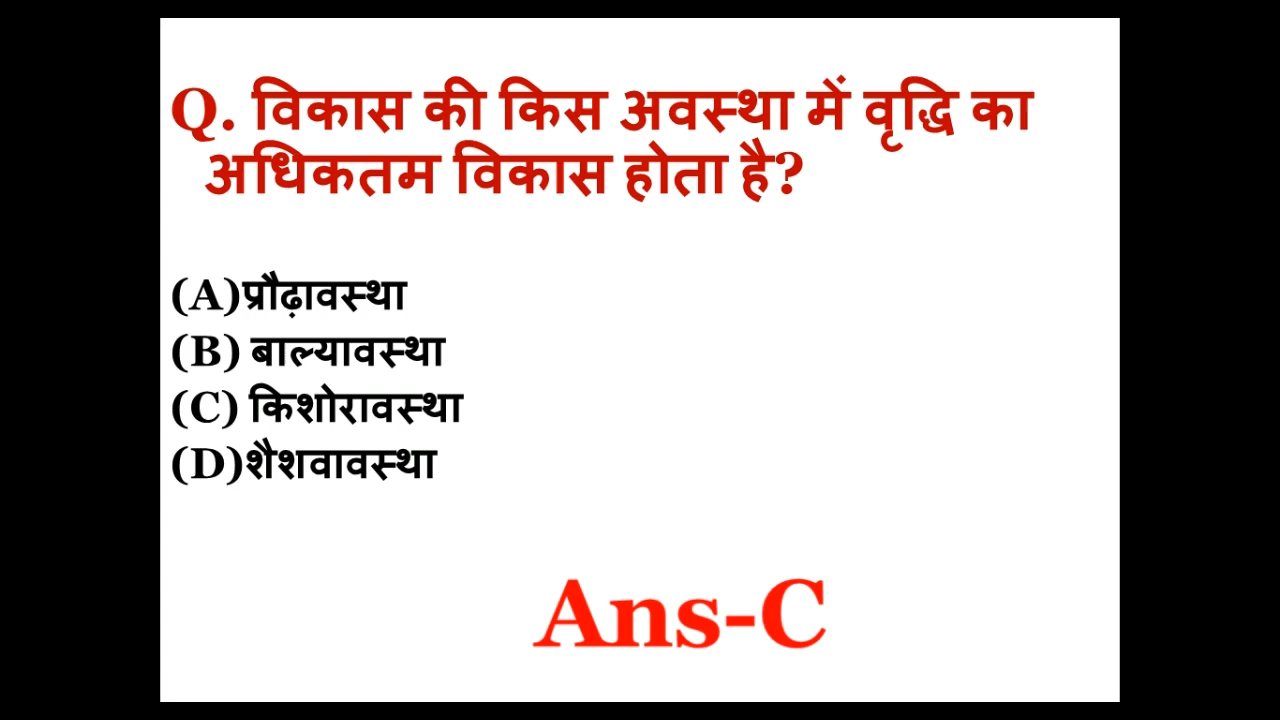 Q. विकास की किस अवस्था में वृद्धि का
अधिकतम विकास होता है?
(A)प्रौढ़ावस्था
(B) बाल्यावस्था
(C) किशोरावस्था
(D)शैशवावस्था
Ans-C